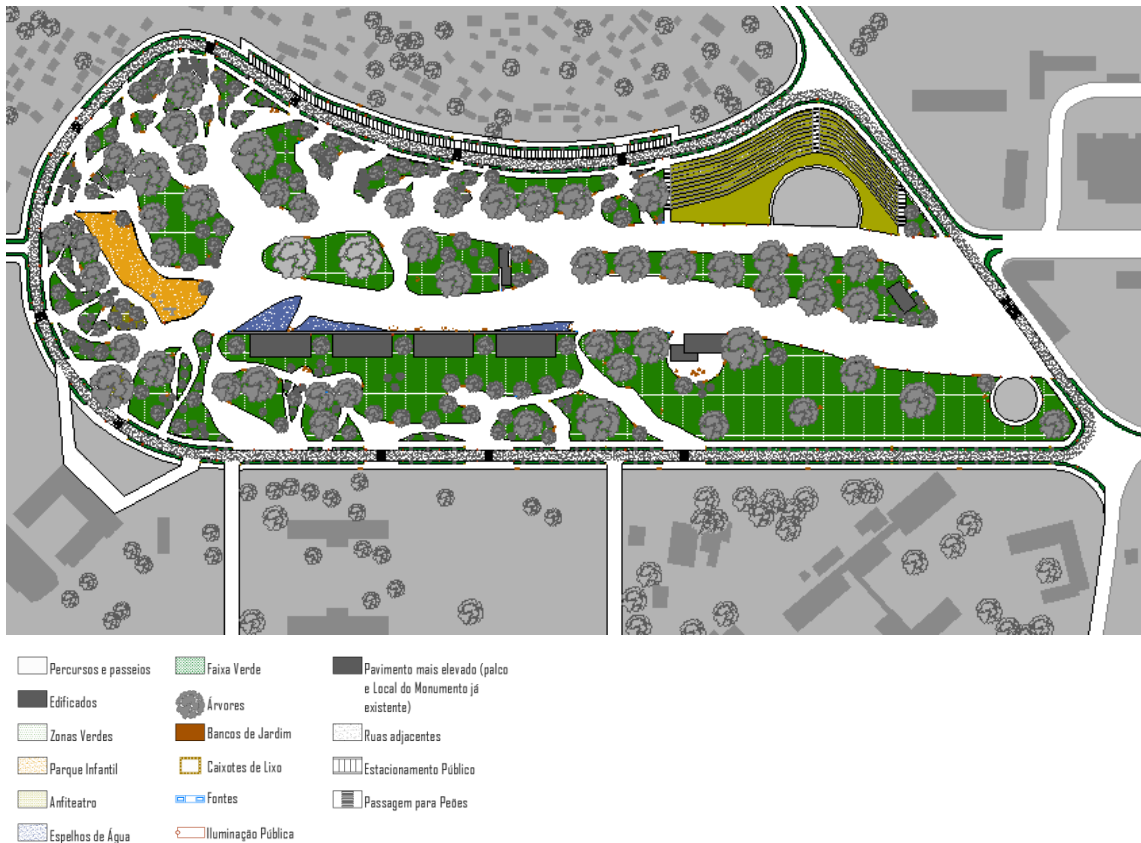 Percursos e passeios
Edificados
Zonas Verdes
Parque Infantil
Anfiteatro
Espelhos de Água
Faixa Verde
Árvores
Bancos de Jardim
Caixotes de Lixo
Fontes
Iluminação Pública
Pavimento mais elevado (palco
e Local do Monumento já
existente)
Ruas adjacentes
Estacionamento Público
Passagem para Peões